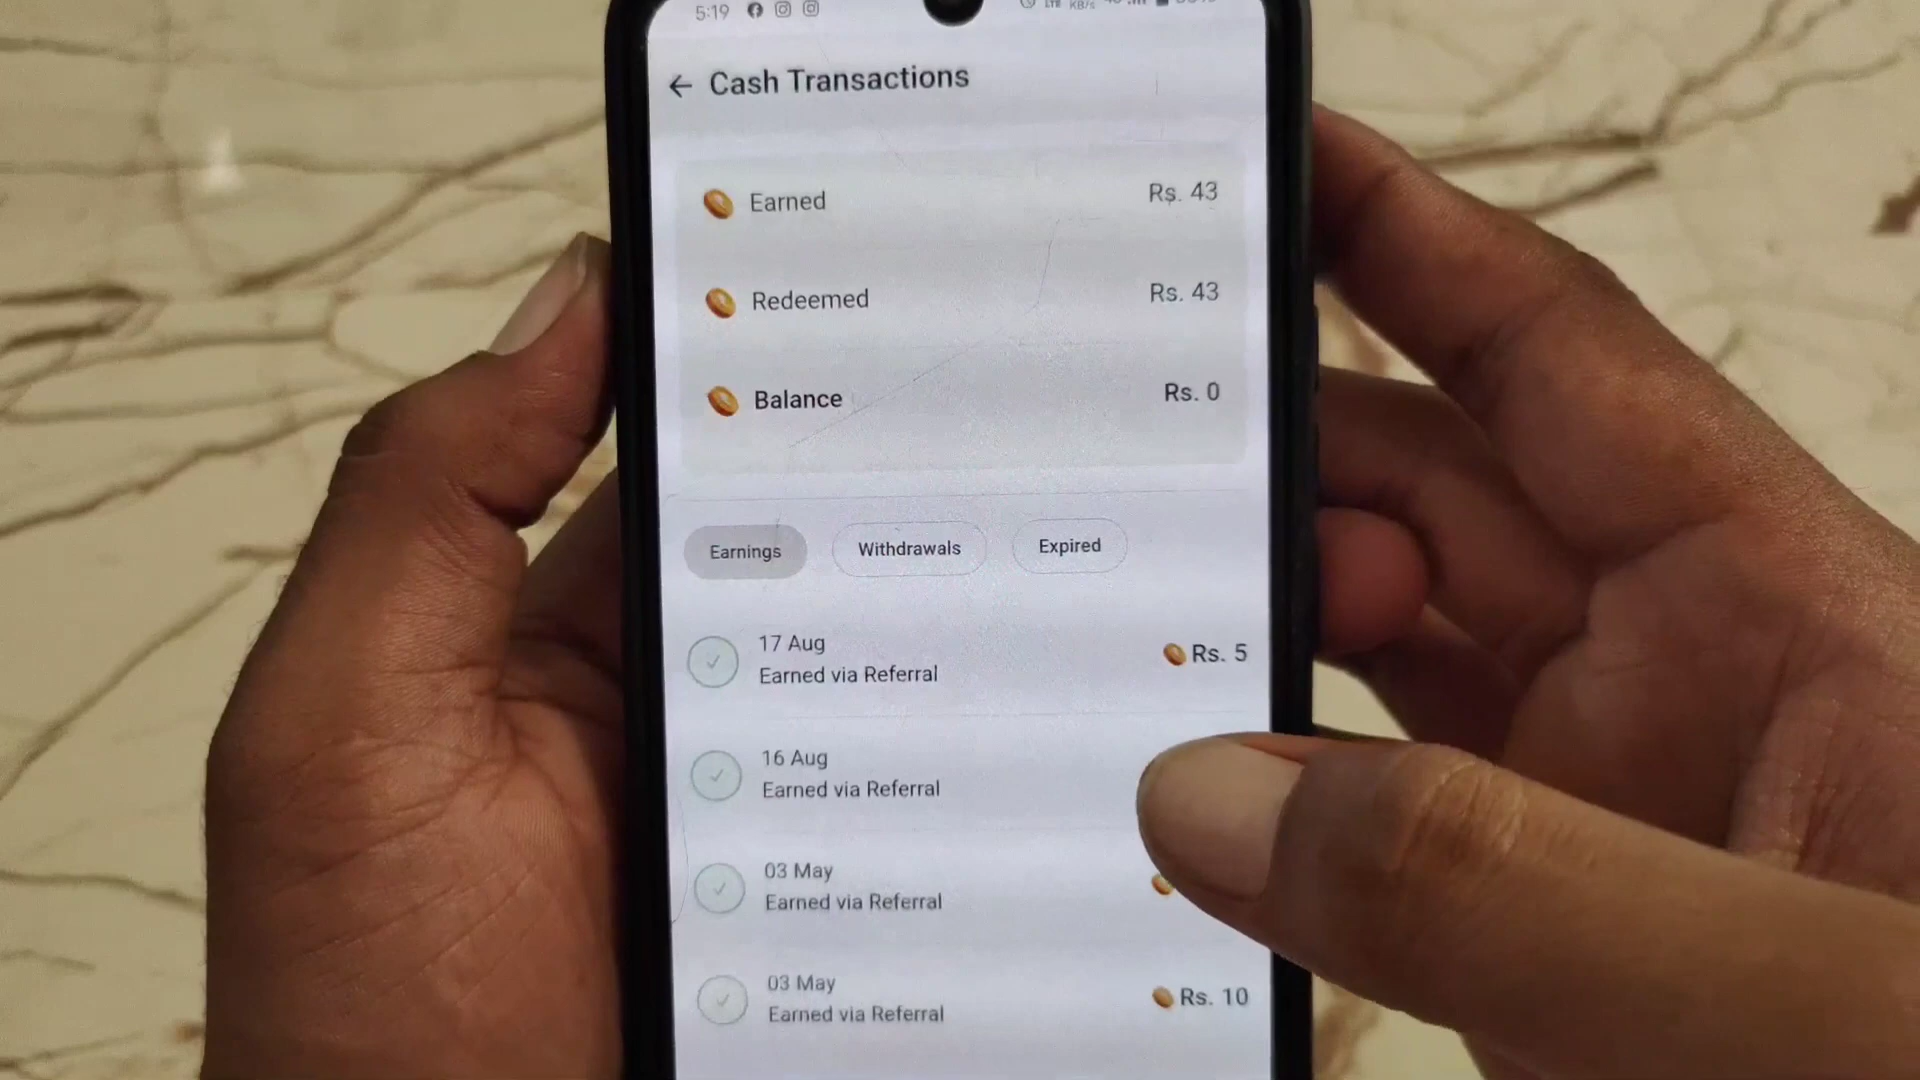 5:19
Cash Transactions
Earned Rs. 43
Redeemed Rs. 43
Balance Rs. 0
Earnings Withdrawals Expired
17 Aug
Earned via Referral Rs. 5
16 Aug
Earned via Referral
03 May
Earned via Referral
03 May
Earned via Referral Rs. 10